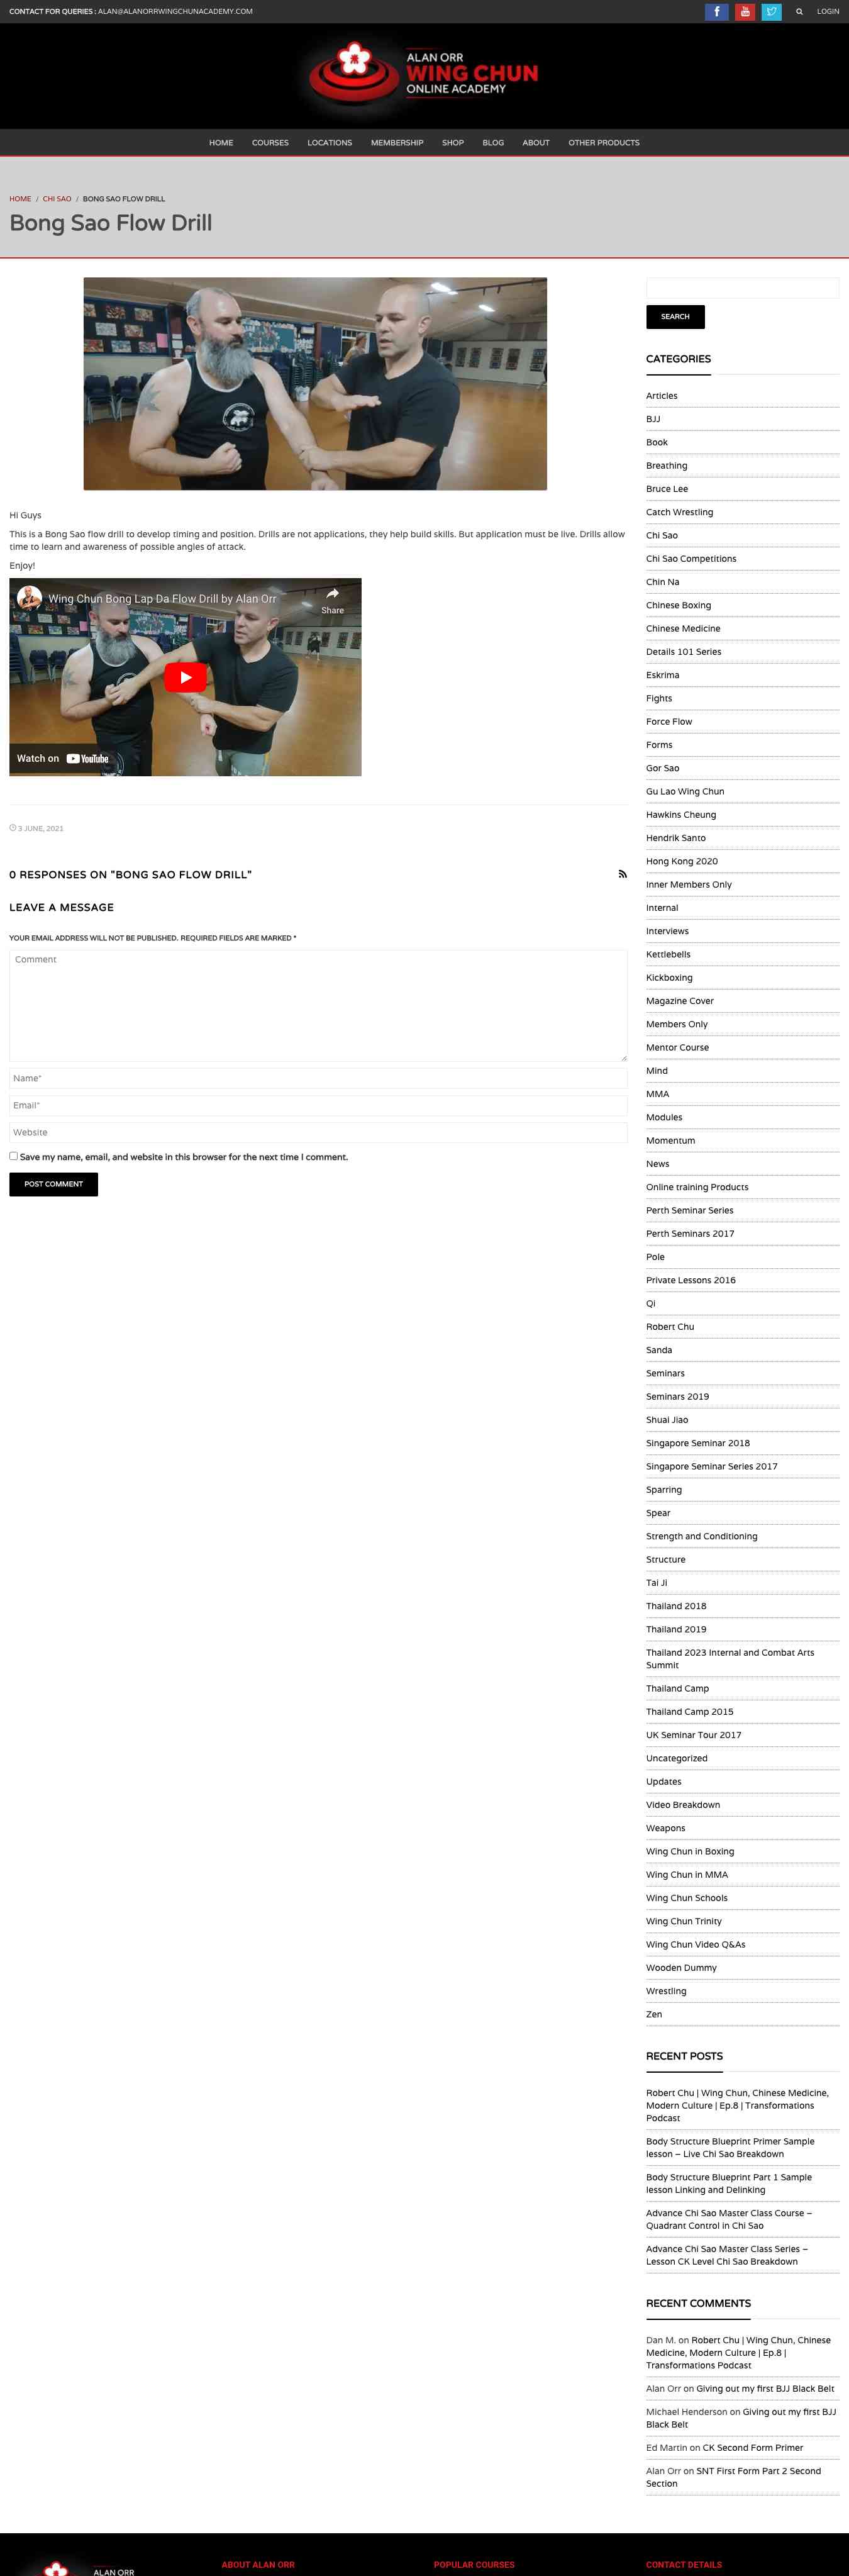 CONTACT FOR QUERIES : ALAN@ALANORRWINGCHUNACADEMY.COM
LOGIN
ALAN ORR
WING CHUN
ONLINE ACADEMY
HOME COURSES LOCATIONS MEMBERSHIP SHOP BLOG ABOUT OTHER PRODUCTS
HOME / CHI SAO / BONG SAO FLOW DRILL
Bong Sao Flow Drill
Hi Guys
This is a Bong Sao flow drill to develop timing and position. Drills are not applications, they help build skills. But application must be live. Drills allow
time to learn and awareness of possible angles of attack.
Enjoy!
Wing Chun Bong Lap Da Flow Drill by Alan Orr
Share
Watch on YouTube
3 JUNE, 2021
0 RESPONSES ON "BONG SAO FLOW DRILL"
LEAVE A MESSAGE
YOUR EMAIL ADDRESS WILL NOT BE PUBLISHED. REQUIRED FIELDS ARE MARKED *
Comment
Name*
Email*
Website
Save my name, email, and website in this browser for the next time I comment.
POST COMMENT
SEARCH
CATEGORIES
Articles
BJJ
Book
Breathing
Bruce Lee
Catch Wrestling
Chi Sao
Chi Sao Competitions
Chin Na
Chinese Boxing
Chinese Medicine
Details 101 Series
Eskrima
Fights
Force Flow
Forms
Gor Sao
Gu Lao Wing Chun
Hawkins Cheung
Hendrik Santo
Hong Kong 2020
Inner Members Only
Internal
Interviews
Kettlebells
Kickboxing
Magazine Cover
Members Only
Mentor Course
Mind
MMA
Modules
Momentum
News
Online training Products
Perth Seminar Series
Perth Seminars 2017
Pole
Private Lessons 2016
Qi
Robert Chu
Sanda
Seminars
Seminars 2019
Shuai Jiao
Singapore Seminar 2018
Singapore Seminar Series 2017
Sparring
Spear
Strength and Conditioning
Structure
Tai Ji
Thailand 2018
Thailand 2019
Thailand 2023 Internal and Combat Arts
Summit
Thailand Camp
Thailand Camp 2015
UK Seminar Tour 2017
Uncategorized
Updates
Video Breakdown
Weapons
Wing Chun in Boxing
Wing Chun in MMA
Wing Chun Schools
Wing Chun Trinity
Wing Chun Video Q&As
Wooden Dummy
Wrestling
Zen
RECENT POSTS
Robert Chu | Wing Chun, Chinese Medicine,
Modern Culture | Ep.8 | Transformations
Podcast
Body Structure Blueprint Primer Sample
lesson – Live Chi Sao Breakdown
Body Structure Blueprint Part 1 Sample
lesson Linking and Delinking
Advance Chi Sao Master Class Course –
Quadrant Control in Chi Sao
Advance Chi Sao Master Class Series –
Lesson CK Level Chi Sao Breakdown
RECENT COMMENTS
Dan M. on Robert Chu | Wing Chun, Chinese
Medicine, Modern Culture | Ep.8 |
Transformations Podcast
Alan Orr on Giving out my first BJJ Black Belt
Michael Henderson on Giving out my first BJJ
Black Belt
Ed Martin on CK Second Form Primer
Alan Orr on SNT First Form Part 2 Second
Section
ALAN ORR
ABOUT ALAN ORR
POPULAR COURSES
CONTACT DETAILS